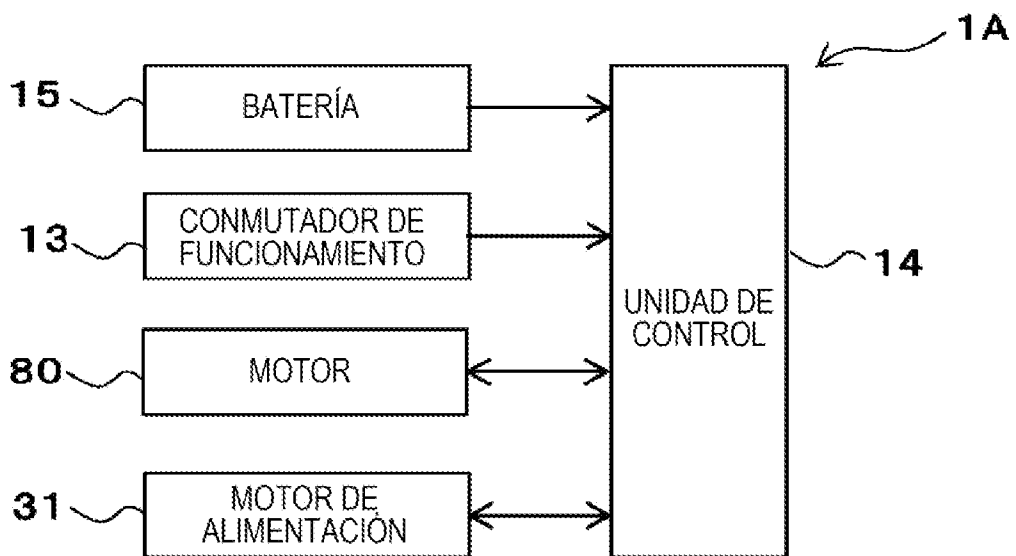 1A
15
BATERÍA
13
CONMUTADOR DE
FUNCIONAMIENTO
14
UNIDAD DE
CONTROL
80
MOTOR
31
MOTOR DE
ALIMENTACIÓN